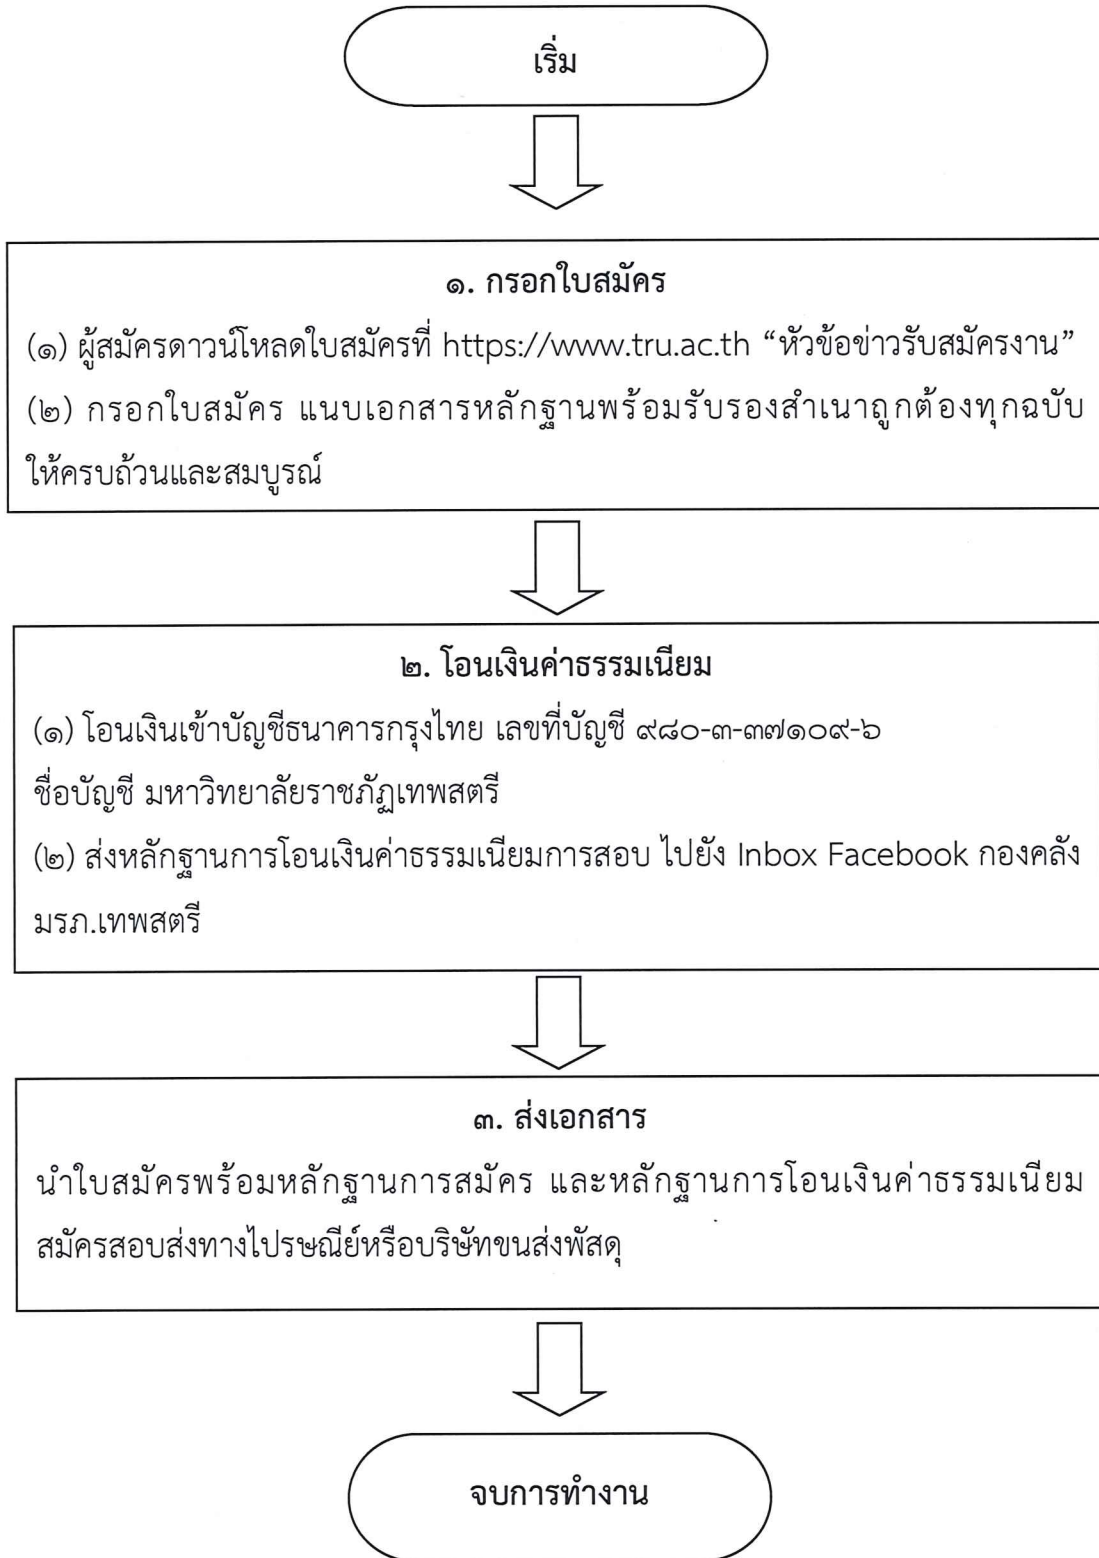 เริ่ม
๑. กรอกใบสมัคร
(๑) ผู้สมัครดาวน์โหลดใบสมัครที่ https://www.tru.ac.th “หัวข้อข่าวรับสมัครงาน”
(๒) กรอกใบสมัคร แนบเอกสารหลักฐานพร้อมรับรองสำเนาถูกต้องทุกฉบับ
ให้ครบถ้วนและสมบูรณ์
๒. โอนเงินค่าธรรมเนียม
(๑) โอนเงินเข้าบัญชีธนาคารกรุงไทย เลขที่บัญชี ๙๘๐-๓-๓๗๑๐๙-๖
ชื่อบัญชี มหาวิทยาลัยราชภัฏเทพสตรี
(๒) ส่งหลักฐานการโอนเงินค่าธรรมเนียมการสอบ ไปยัง Inbox Facebook กองคลัง
มรภ.เทพสตรี
๓. ส่งเอกสาร
นำใบสมัครพร้อมหลักฐานการสมัคร และหลักฐานการโอนเงินค่าธรรมเนียม
สมัครสอบส่งทางไปรษณีย์หรือบริษัทขนส่งพัสดุ
จบการทำงาน